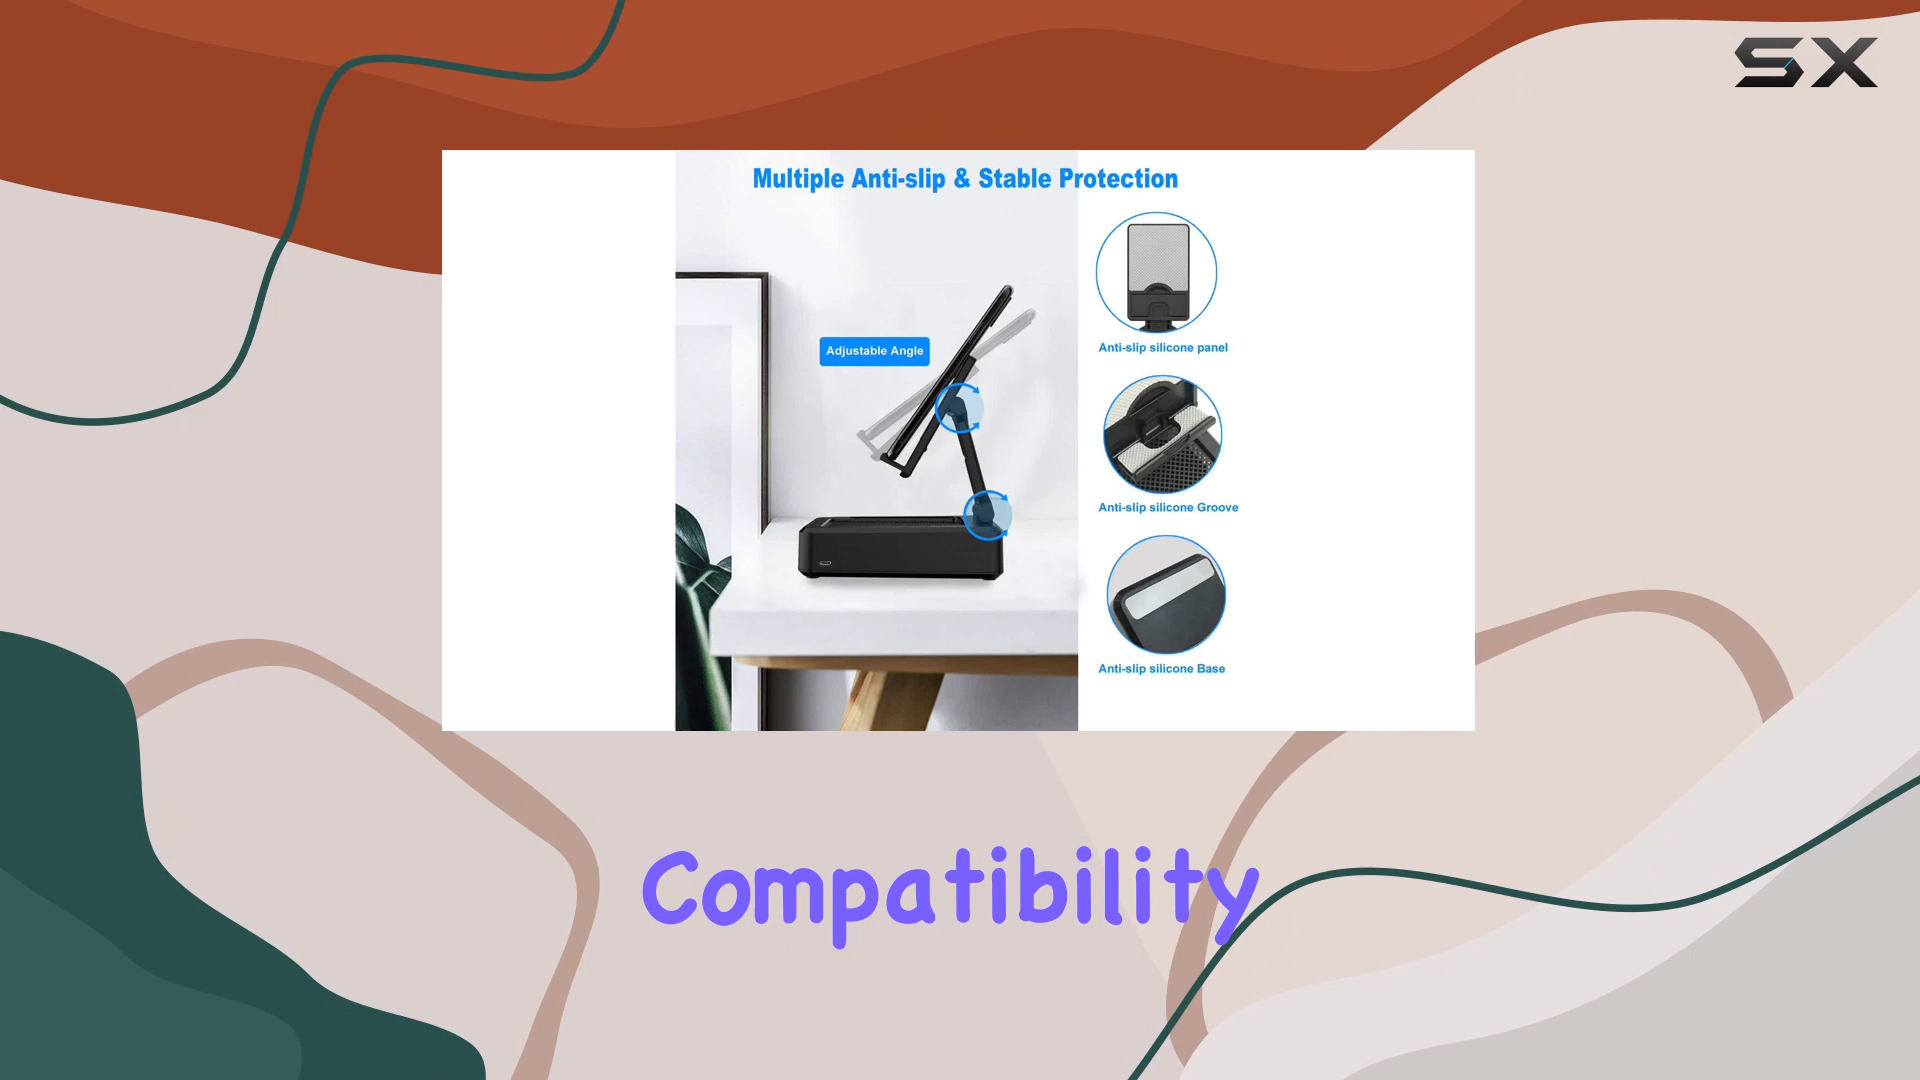 SX
Multiple Anti-slip & Stable Protection
Adjustable Angle
Anti-slip silicone panel
Anti-slip silicone Groove
Anti-slip silicone Base
Compatibility